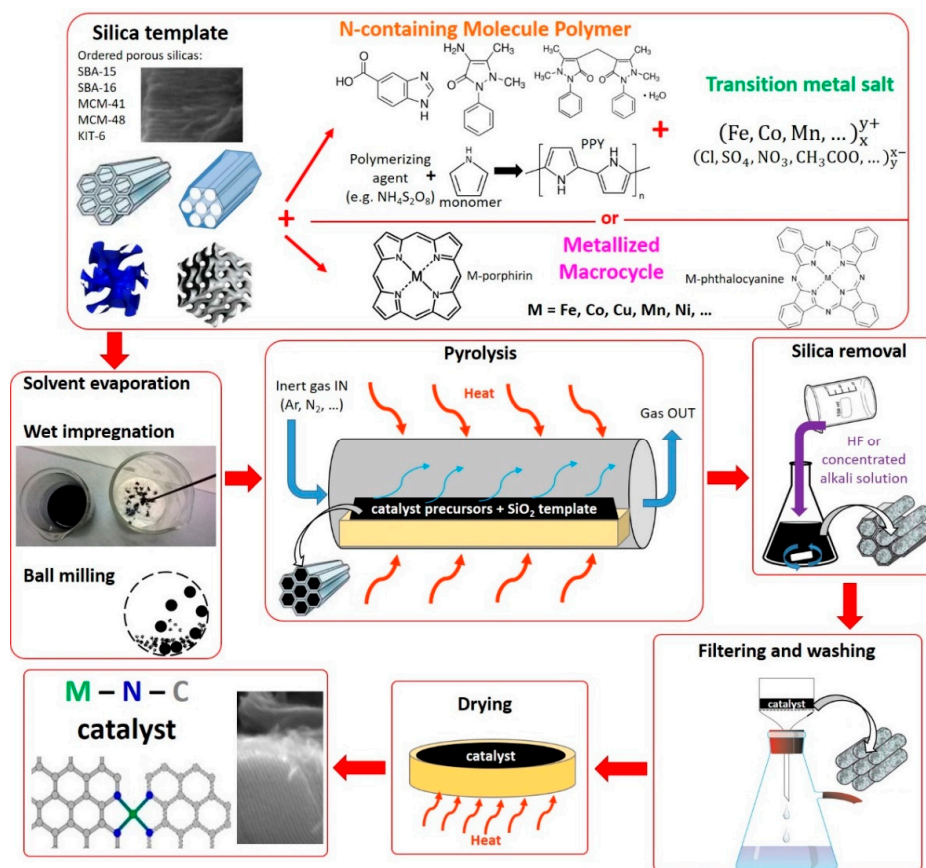 Silica template
Ordered porous silicas:
SBA-15
SBA-16
MCM-41
MCM-48
KIT-6
N-containing Molecule Polymer
HO
O
N
N
H
H₂N
CH₃
O
N
N
CH₃
CH₃
H₃C
H₃C
N
N
O
O
N
N
CH₃
• H₂O
+
Transition metal salt
(Fe, Co, Mn, … )ₓʸ⁺
(Cl, SO₄, NO₃, CH₃COO, … )ᵧˣ⁻
Polymerizing
agent
(e.g. NH₄S₂O₈)
+
H
N
monomer
PPY
H
N
N
H
n
+
or
Metallized
Macrocycle
M-porphirin
N
N
M
N
N
M-phthalocyanine
N
N
N
N
M
N
N
N
N
M = Fe, Co, Cu, Mn, Ni, …
Solvent evaporation
Wet impregnation
Ball milling
Pyrolysis
Inert gas IN
(Ar, N₂, …)
Heat
Gas OUT
catalyst precursors + SiO₂ template
Silica removal
HF or
concentrated
alkali solution
Filtering and washing
catalyst
Drying
catalyst
Heat
M – N – C
catalyst